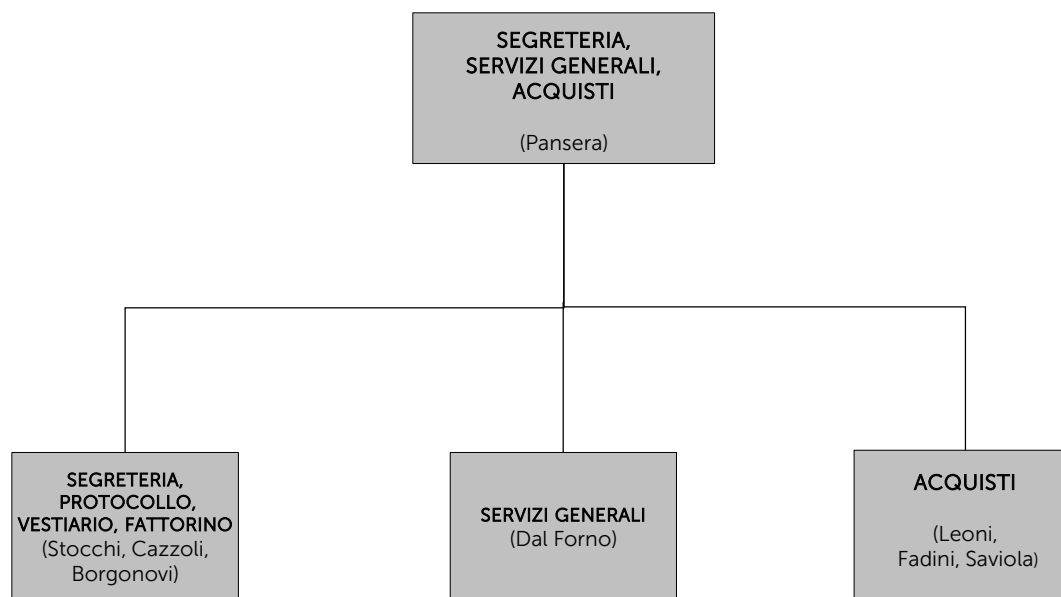 SEGRETERIA,
SERVIZI GENERALI,
ACQUISTI
(Pansera)
SEGRETERIA,
PROTOCOLLO,
VESTIARIO, FATTORINO
(Stocchi, Cazzoli,
Borgonovi)
SERVIZI GENERALI
(Dal Forno)
ACQUISTI
(Leoni,
Fadini, Saviola)